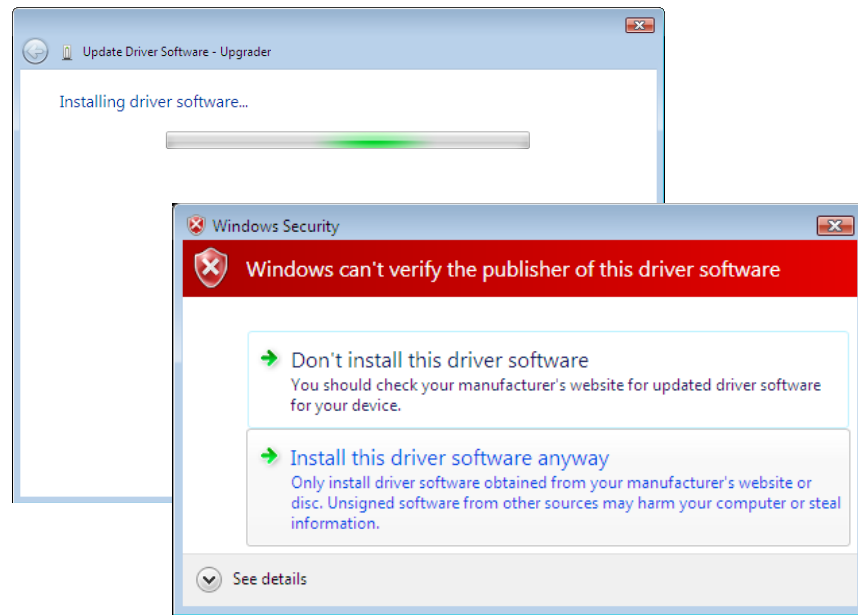 Update Driver Software - Upgrader
Installing driver software...
Windows Security
Windows can't verify the publisher of this driver software
Don't install this driver software
You should check your manufacturer's website for updated driver software
for your device.
Install this driver software anyway
Only install driver software obtained from your manufacturer's website or
disc. Unsigned software from other sources may harm your computer or steal
information.
See details